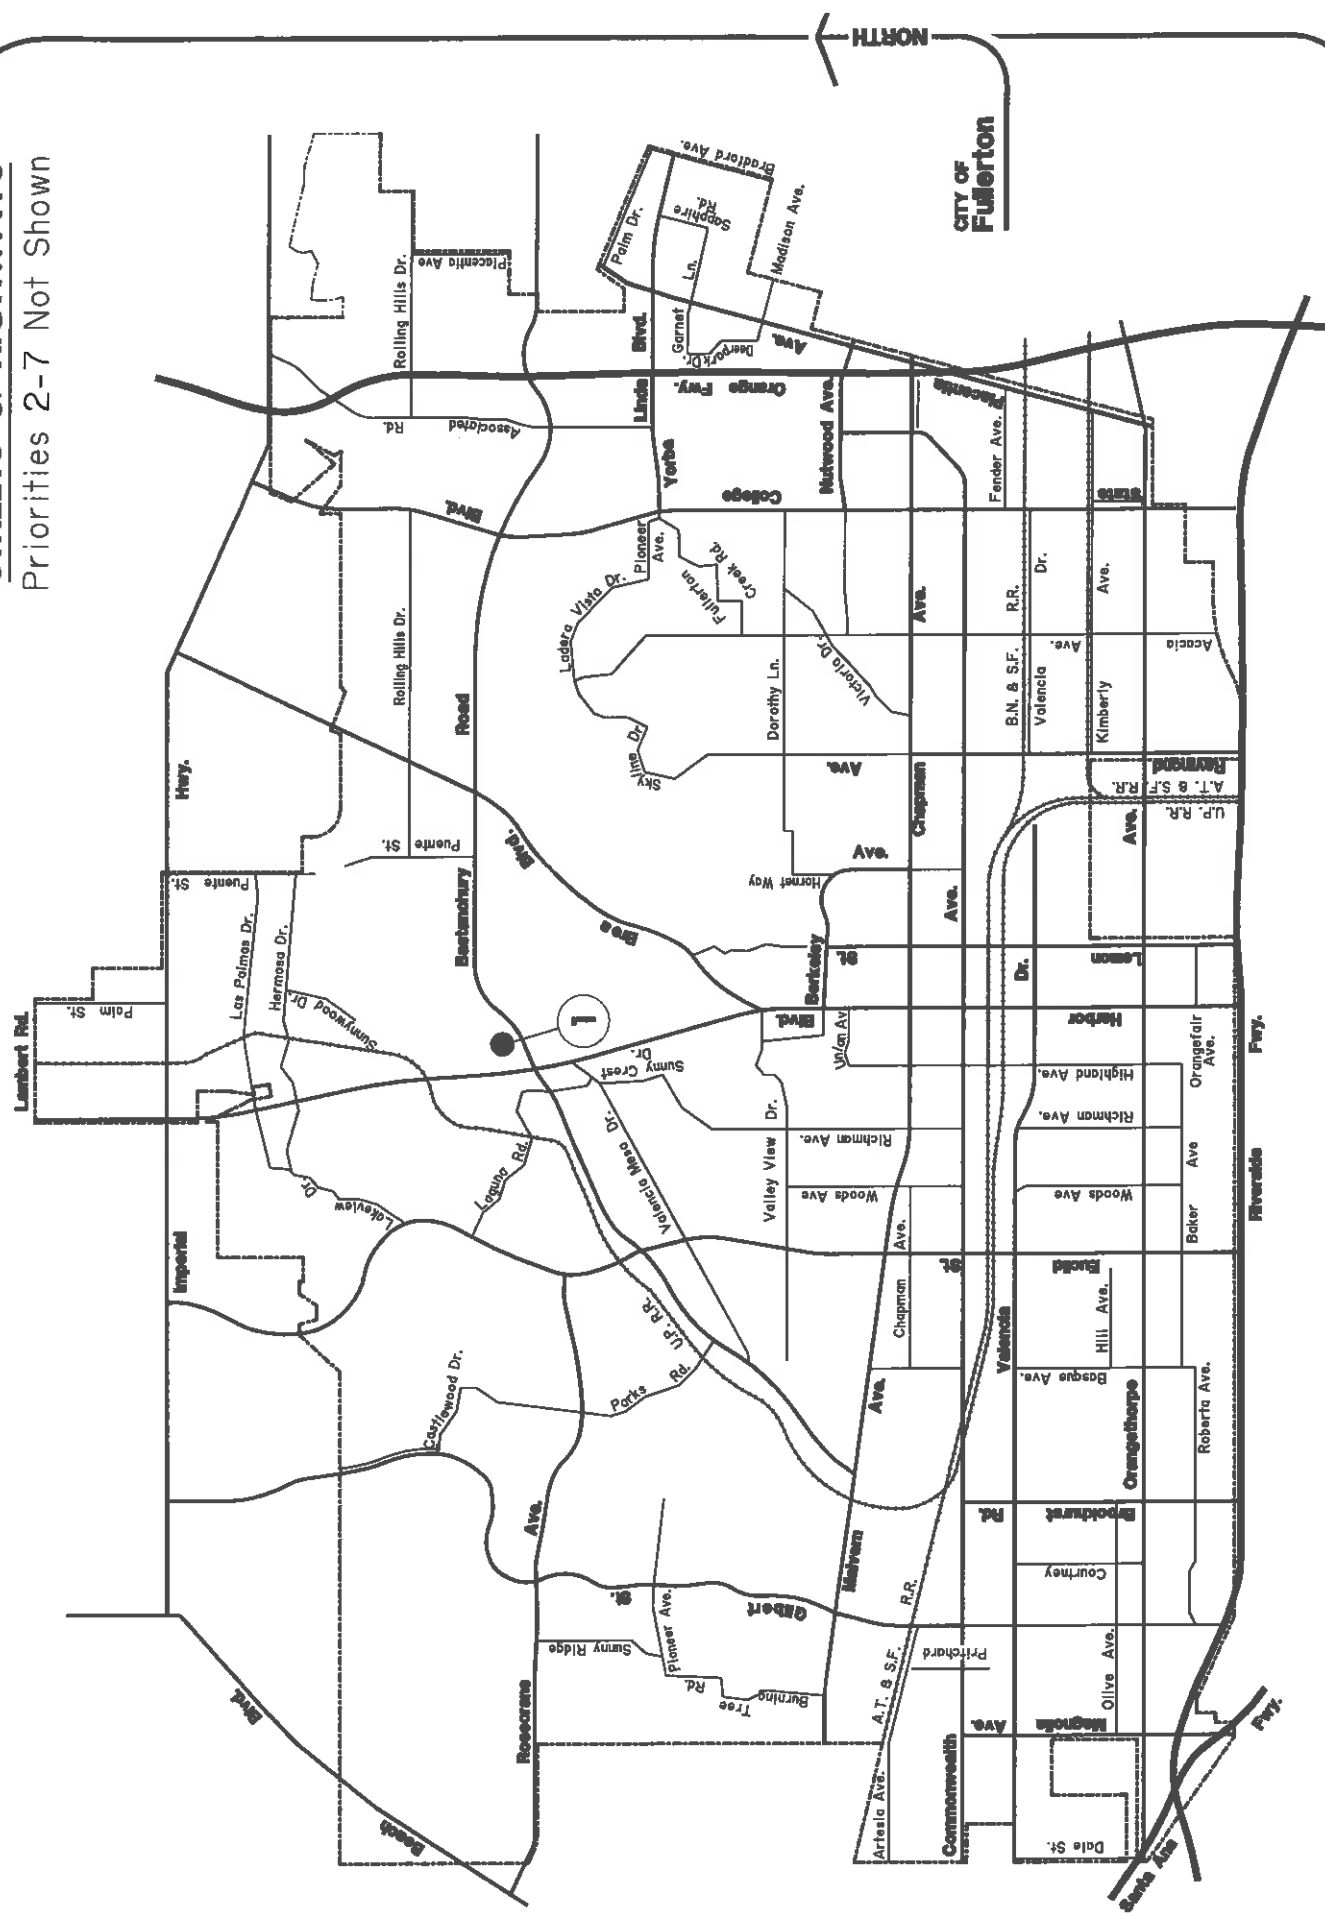 Priorities 2-7 Not Shown
NORTH
CITY OF
Fullerton
Lambert Rd.
Palm
St.
Imperial
Hwy.
Puente St.
Las Palmas Dr.
Hermosa Dr.
Sunnywood Dr.
Lakeview
Dr.
Laguna Rd.
Puente St.
Rolling Hills Dr.
Rolling Hills Dr.
Placentia Ave
Associated
Rd.
Bastanchury
Road
Brea
Blvd.
Blvd.
College
Yorba
Linda
Blvd.
Palm Dr.
Bradford Ave.
Sapphire
Rd.
Garnet
Ln.
Deerpark Dr.
Madison Ave.
Placentia
Ave.
Orange
Fwy.
Nutwood Ave.
Pioneer
Ave.
Ladera Vista Dr.
Fullerton
Creek Rd.
Skyline Dr.
Dorothy Ln.
Victoria Dr.
Hornet Way
Berkeley
Ave.
Chapman
Ave.
Raymond
Ave.
Acacia
Ave.
State
Fender Ave.
B.N. & S.F. R.R.
Valencia
Dr.
Kimberly
Ave.
A.T. & S.F. R.R.
U.P. R.R.
Lemon
St.
Harbor
Blvd.
Union Av
Highland Ave.
Richman Ave.
Richman Ave.
Woods Ave
Woods Ave
Orangefair
Ave.
Baker
Ave
Riverside
Fwy.
1
Sunny Crest
Dr.
Valencia Mesa Dr.
Valley View
Dr.
U.P. R.R.
Parks
Rd.
Castlewood Dr.
Euclid
St.
Chapman
Ave.
Valencia
Dr.
Hill Ave.
Basque Ave.
Orangethorpe
Ave.
Roberta Ave.
Brookhurst
Rd.
Courtney
Malvern
Ave.
Gilbert
St.
Rosecrans
Ave.
Sunny Ridge
Pioneer Ave.
Burning
Tree
Rd.
Pritchard
A.T. & S.F.
R.R.
Artesia Ave.
Commonwealth
Ave.
Magnolia
Ave.
Olive Ave.
Dale St.
Santa Ana
Fwy.
Beach
Blvd.